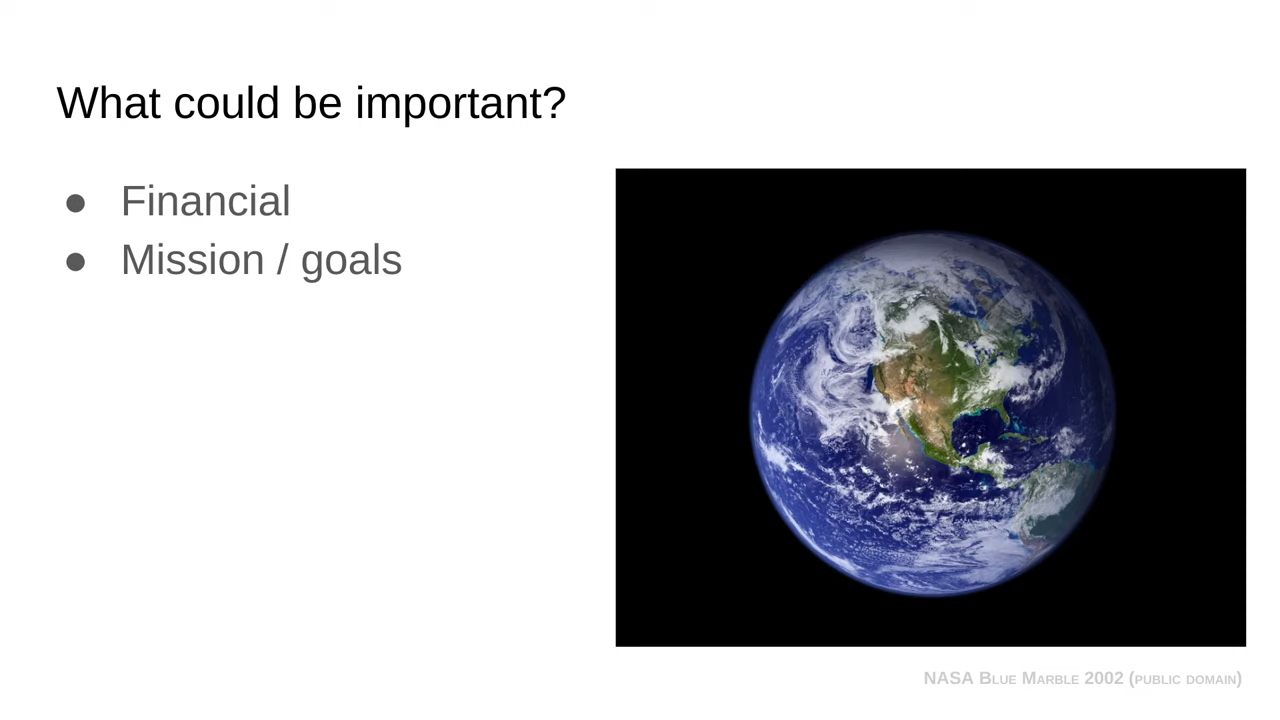 What could be important?
● Financial
● Mission / goals
NASA Blue Marble 2002 (public domain)